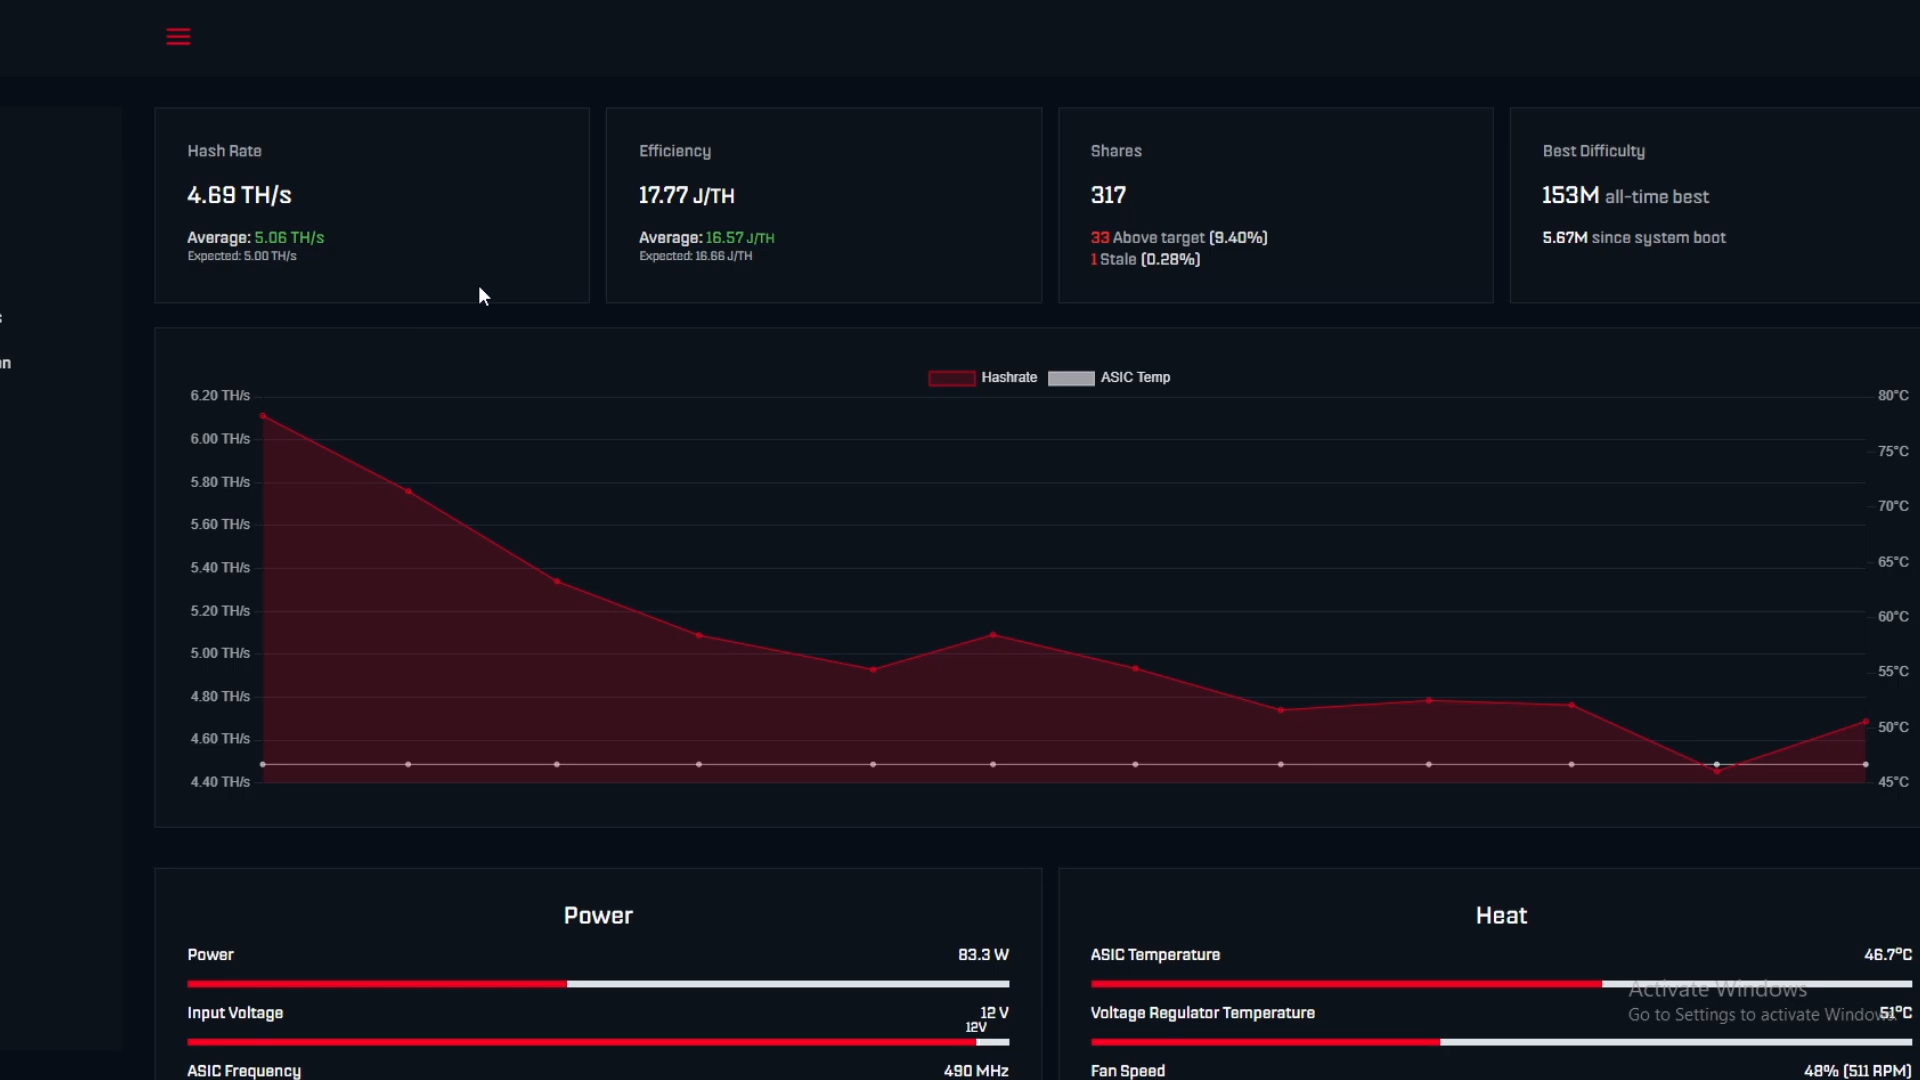 Hash Rate
4.69 TH/s
Average: 5.06 TH/s
Expected: 5.00 TH/s
Efficiency
17.77 J/TH
Average: 16.57 J/TH
Expected: 16.66 J/TH
Shares
317
33 Above target (9.40%)
1 Stale (0.28%)
Best Difficulty
153M all-time best
5.67M since system boot
Hashrate
ASIC Temp
6.20 TH/s
6.00 TH/s
5.80 TH/s
5.60 TH/s
5.40 TH/s
5.20 TH/s
5.00 TH/s
4.80 TH/s
4.60 TH/s
4.40 TH/s
80°C
75°C
70°C
65°C
60°C
55°C
50°C
45°C
Power
Power 83.3 W
Input Voltage 12 V
12V
ASIC Frequency 490 MHz
Heat
ASIC Temperature 46.7°C
Voltage Regulator Temperature 51°C
Fan Speed 48% (511 RPM)
Activate Windows
Go to Settings to activate Windows.